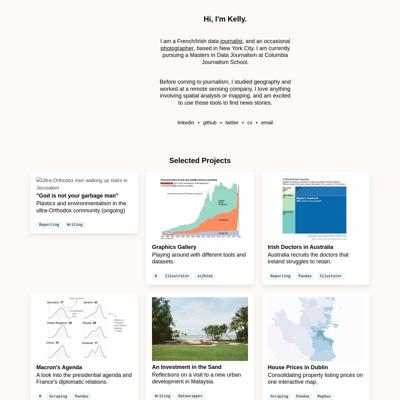 Hi, I'm Kelly.
I am a French/Irish data journalist, and an occasional
photographer, based in New York City. I am currently
pursuing a Masters in Data Journalism at Columbia
Journalism School.
Before coming to journalism, I studied geography and
worked at a remote sensing company. I love anything
involving spatial analysis or mapping, and am excited
to use those tools to find news stories.
linkedin • github • twitter • cv • email
Selected Projects
Ultra-Orthodox men walking up stairs in
Jerusalem
"God is not your garbage man"
Plastics and environmentalism in the
ultra-Orthodox community (ongoing)
Reporting Writing
Graphics Gallery
Playing around with different tools and
datasets.
R Illustrator ai2html
Irish Doctors in Australia
Australia recruits the doctors that
Ireland struggles to retain.
Reporting Pandas Illustator
Macron's Agenda
A look into the presidential agenda and
France's diplomatic relations.
R Scraping Pandas
An Investment in the Sand
Reflections on a visit to a new urban
development in Malaysia.
Writing Datawrapper
House Prices in Dublin
Consolidating property listing prices on
one interactive map.
Scraping Pandas Mapbox